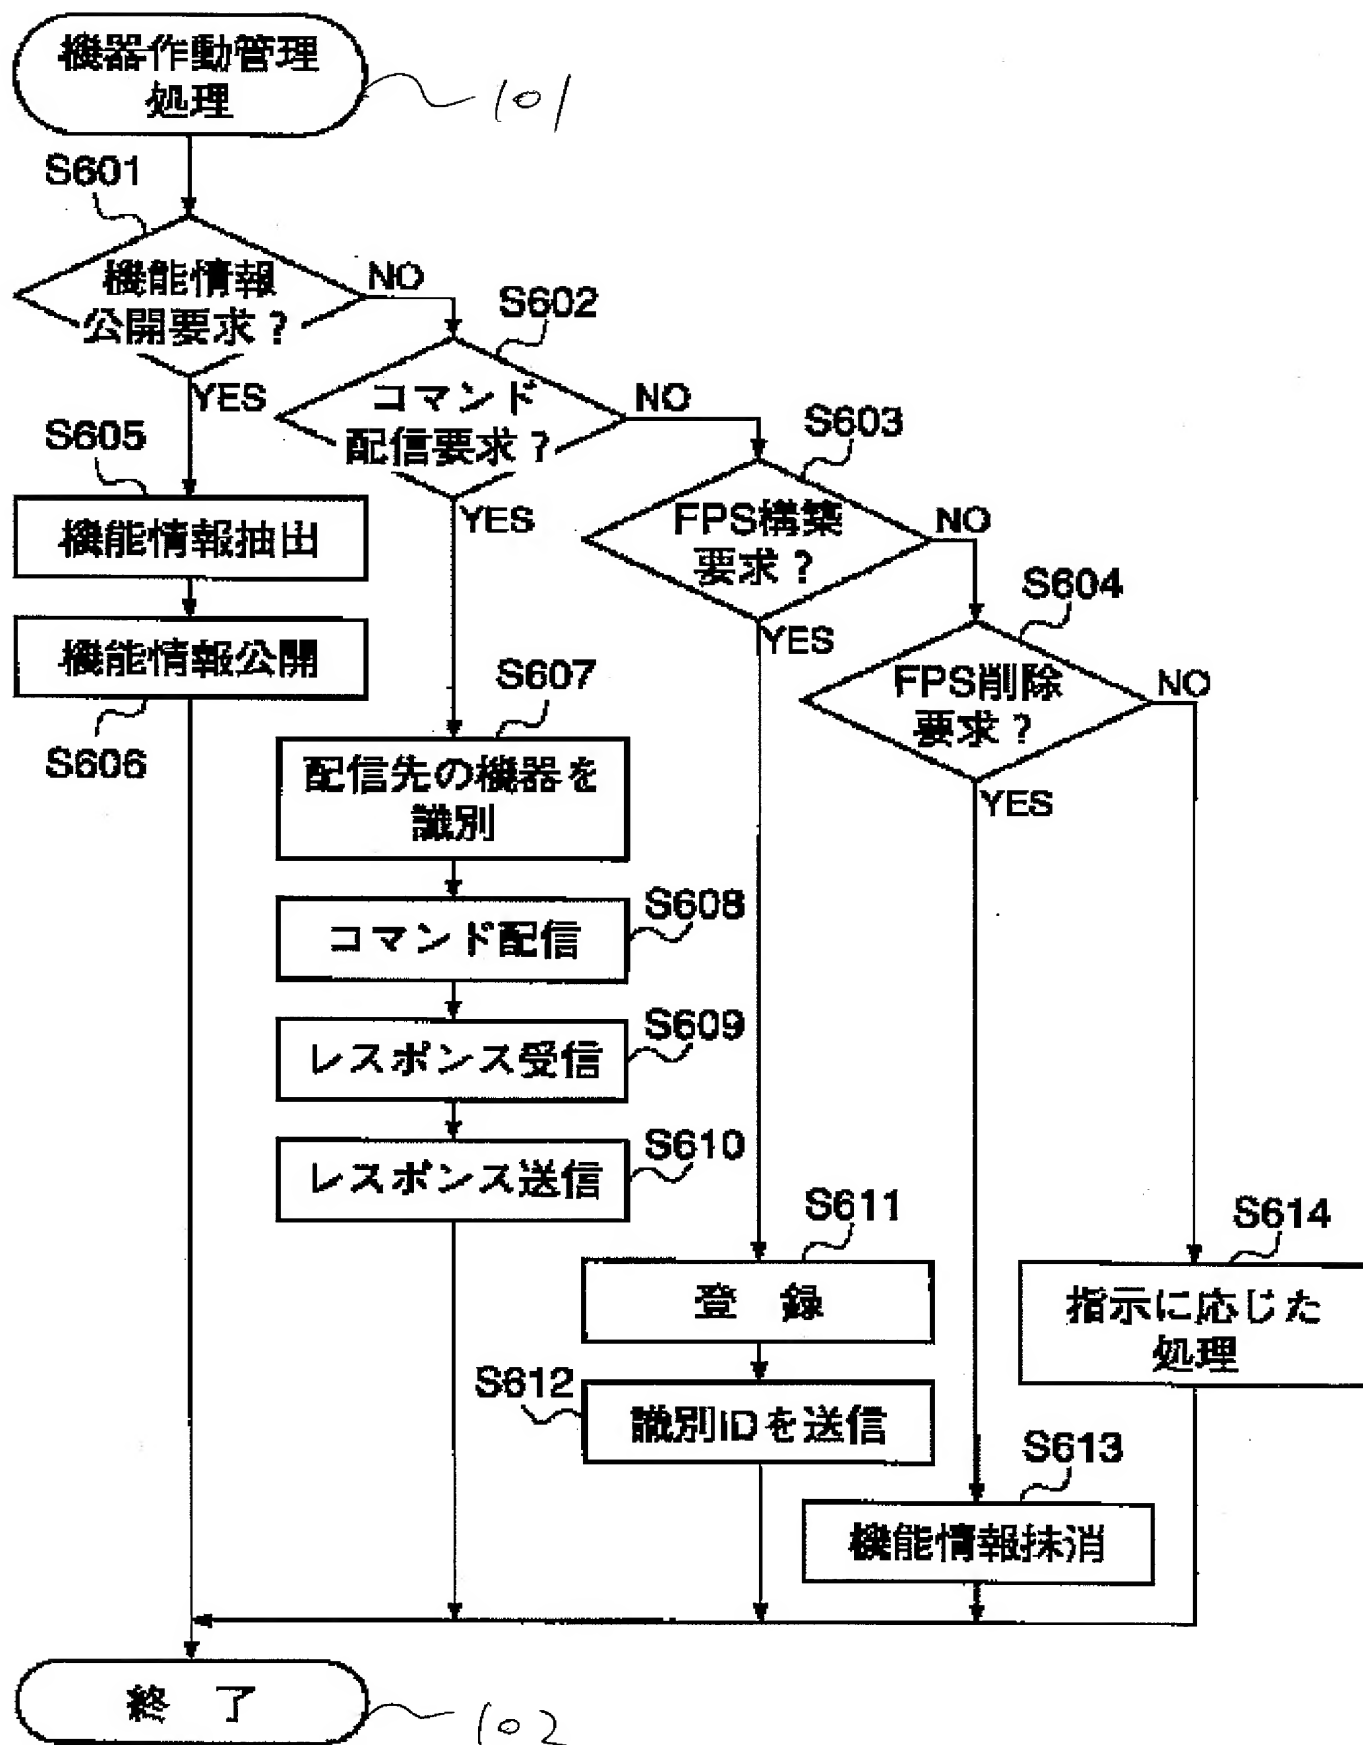 機器作動管理
処理
101
S601
機能情報
公開要求？
NO
YES
S602
コマンド
配信要求？
NO
YES
S603
FPS構築
要求？
NO
YES
S604
FPS削除
要求？
NO
YES
S605
機能情報抽出
機能情報公開
S606
S607
配信先の機器を
識別
S608
コマンド配信
S609
レスポンス受信
S610
レスポンス送信
S611
登 録
S612
識別IDを送信
S613
機能情報抹消
S614
指示に応じた
処理
終 了
102